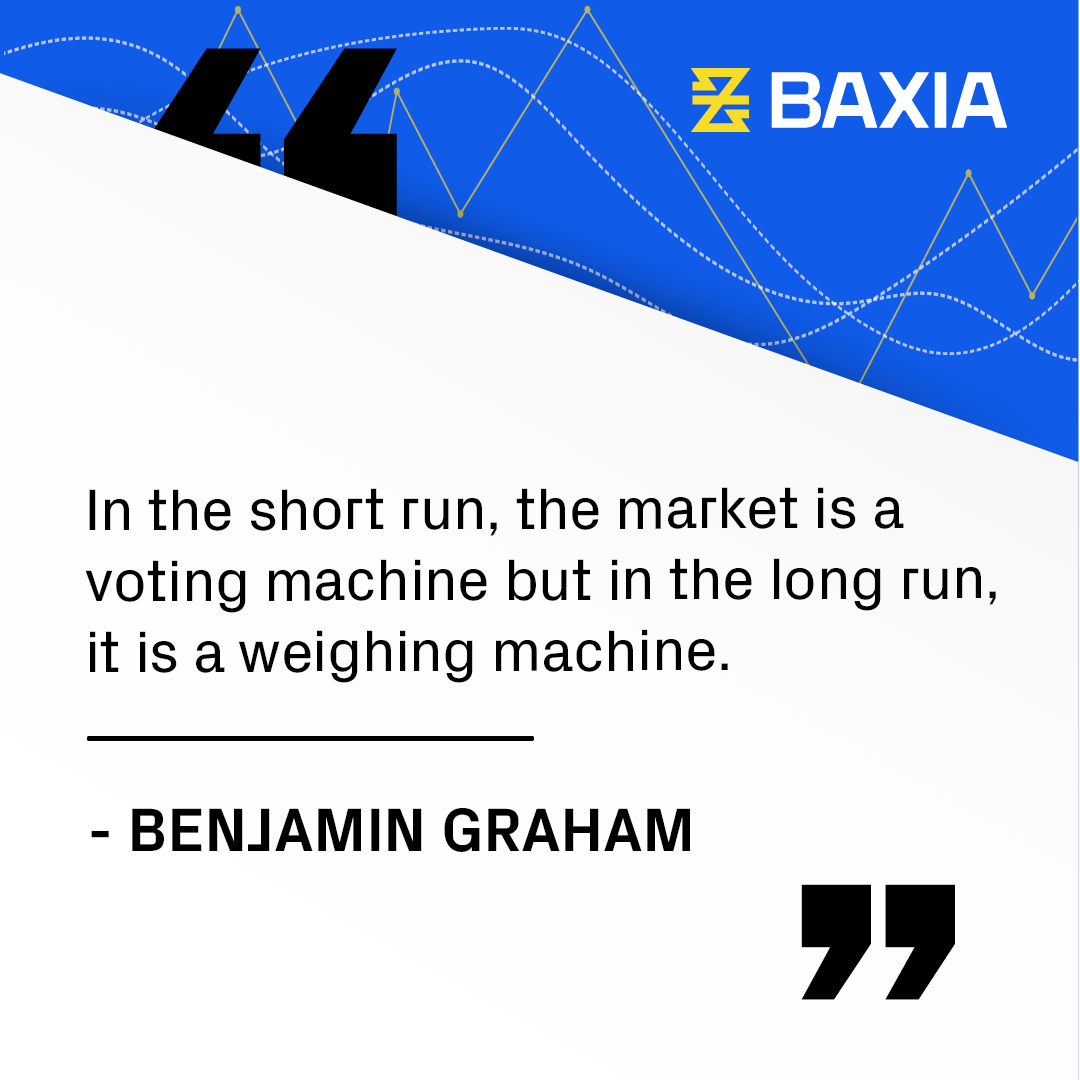 BAXIA
In the short run, the market is a
voting machine but in the long run,
it is a weighing machine.
- BENJAMIN GRAHAM